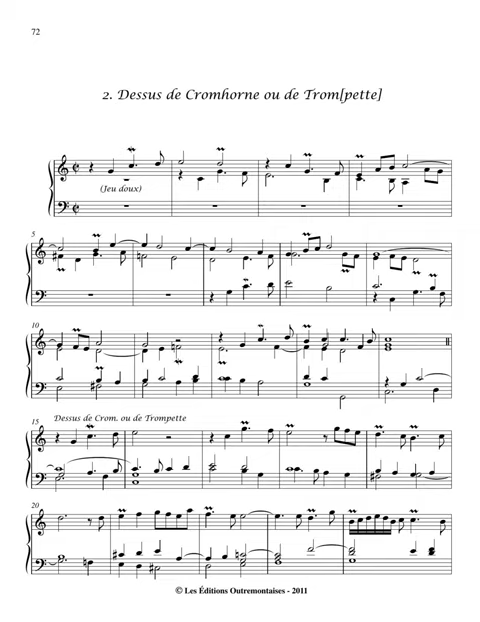 72
2. Dessus de Cromhorne ou de Trom[pette]
(Jeu doux)
5
10
15
Dessus de Crom. ou de Trompette
20
© Les Éditions Outremontaises - 2011